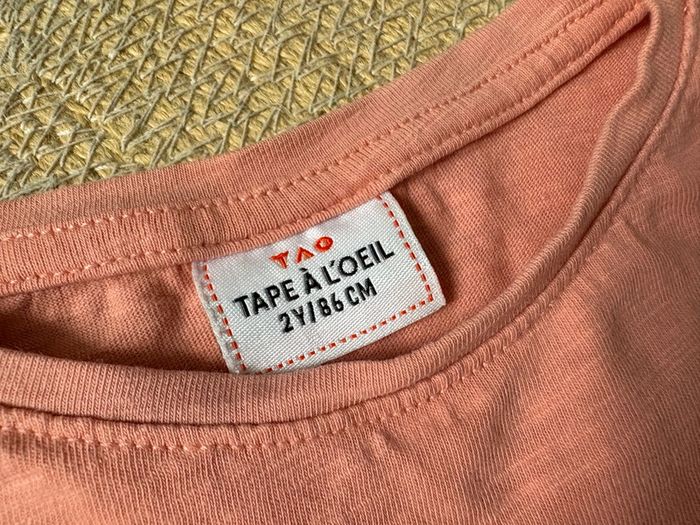 TAO
TAPE À L'OEIL
2Y/86 CM